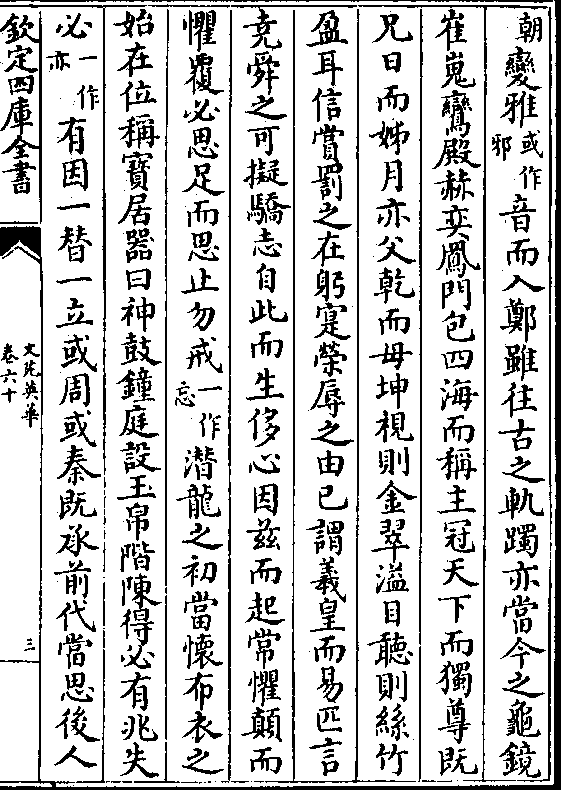 朝變雅或作邪音而入鄭雖徃古之軌躅亦當今之龜鏡
崔嵬鸞殿赫奕鳳門包四海而稱主冠天下而獨尊既
兄日而姊月亦父乾而母坤視則金翠溢目聽則絲竹
盈耳信賞罰之在躬寔榮辱之由已謂羲皇而易匹言
堯舜之可擬驕志自此而生侈心因兹而起常懼顛而
懼覆必思足而思止勿戒一作忘潛龍之初當懷布衣之
始在位稱寳居器曰神鼓鐘庭設玉帛階陳得必有兆失
必一作亦有因一替一立或周或秦既承前代當思後人
欽定四庫全書
文苑英華
卷六十
三